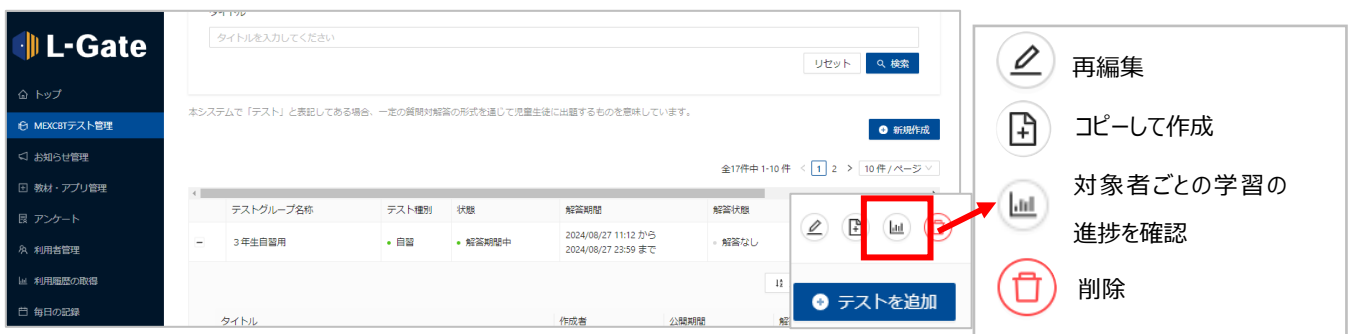 タイトル
L-Gate
タイトルを入力してください
リセット 検索
トップ
本システムで「テスト」と表記してある場合、一定の質問対解答の形式を通じて児童生徒に出題するものを意味しています。
MEXCBTテスト管理
新規作成
お知らせ管理
全17件中 1-10 件 < 1 2 > 10 件 / ページ
教材・アプリ管理
テストグループ名称 テスト種別 状態 解答期間 解答状態
アンケート
− 3年生自習用 自習 解答期間中 2024/08/27 11:12 から 解答なし
2024/08/27 23:59 まで
利用者管理
利用履歴の取得
毎日の記録
タイトル 作成者 公開期間
テストを追加
再編集
コピーして作成
対象者ごとの学習の
進捗を確認
削除